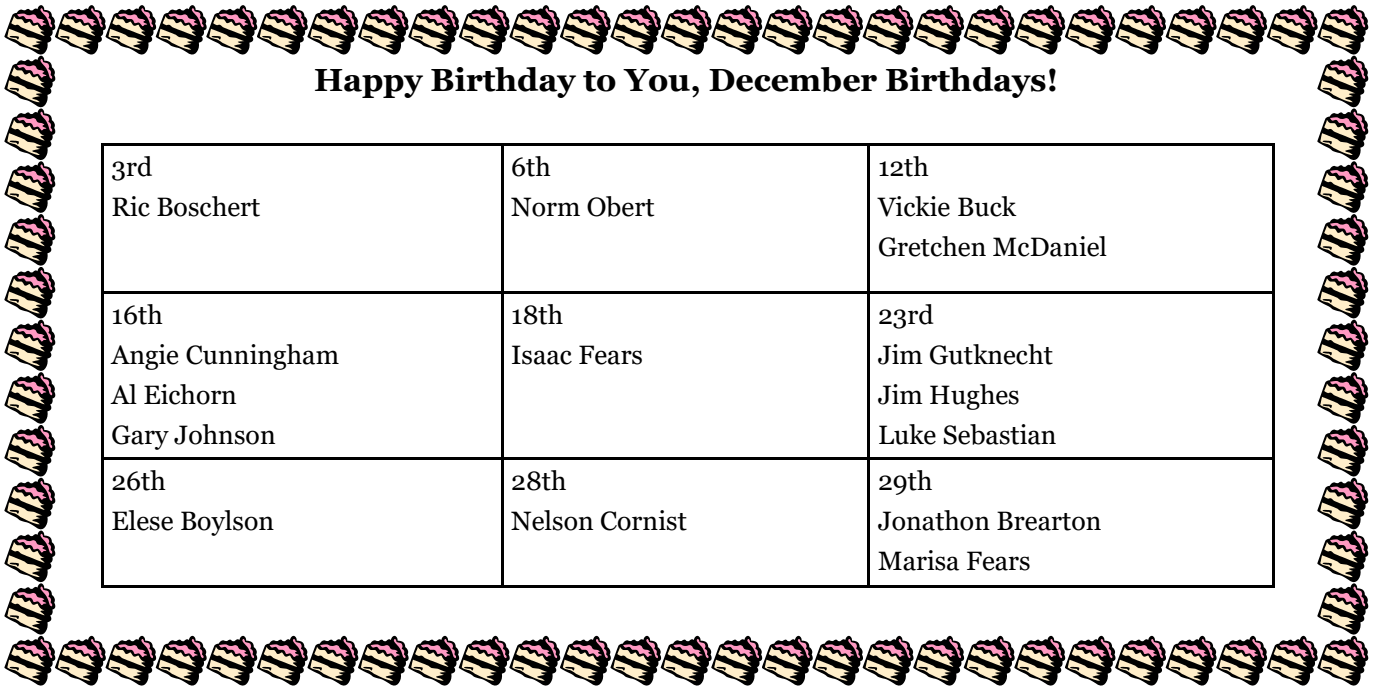 Happy Birthday to You, December Birthdays!
3rd
Ric Boschert
6th
Norm Obert
12th
Vickie Buck
Gretchen McDaniel
16th
Angie Cunningham
Al Eichorn
Gary Johnson
18th
Isaac Fears
23rd
Jim Gutknecht
Jim Hughes
Luke Sebastian
26th
Elese Boylson
28th
Nelson Cornist
29th
Jonathon Brearton
Marisa Fears